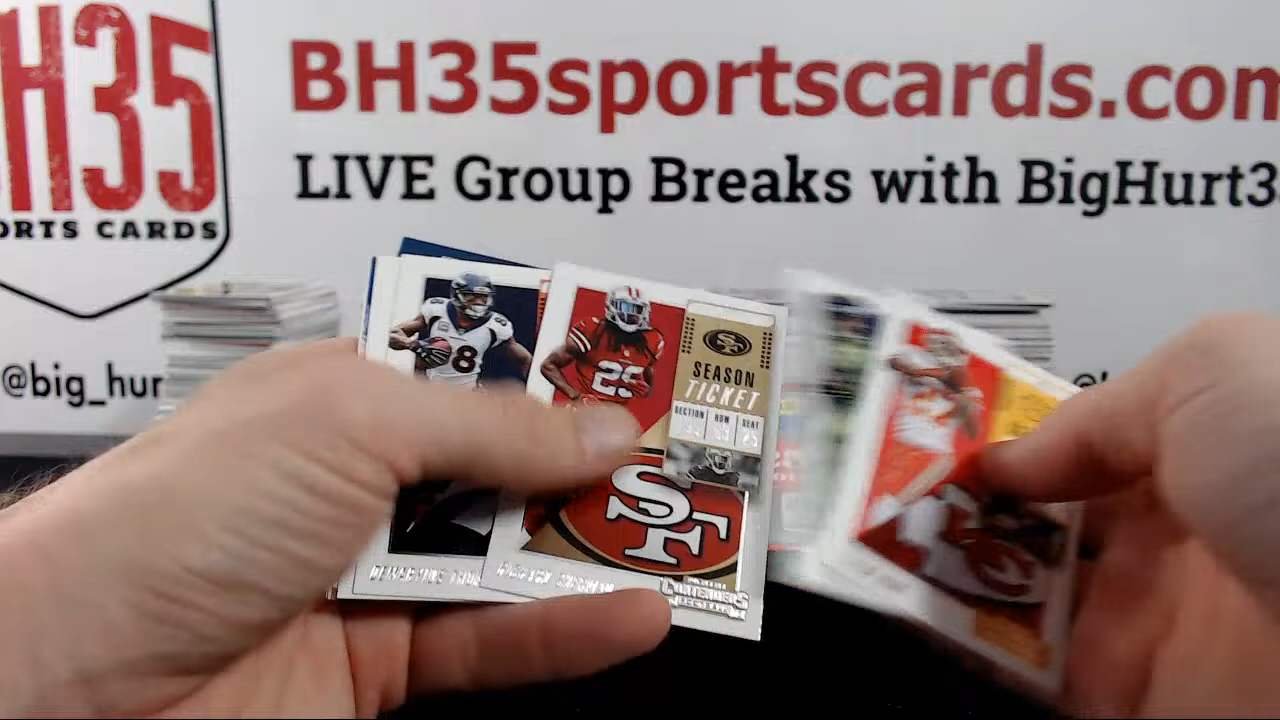 BH35
ORTS CARDS
BH35sportscards.com
LIVE Group Breaks with BigHurt3
@big_hur
8
25
SEASON
TICKET
SECTION ROW SEAT
SF
CONTENDERS